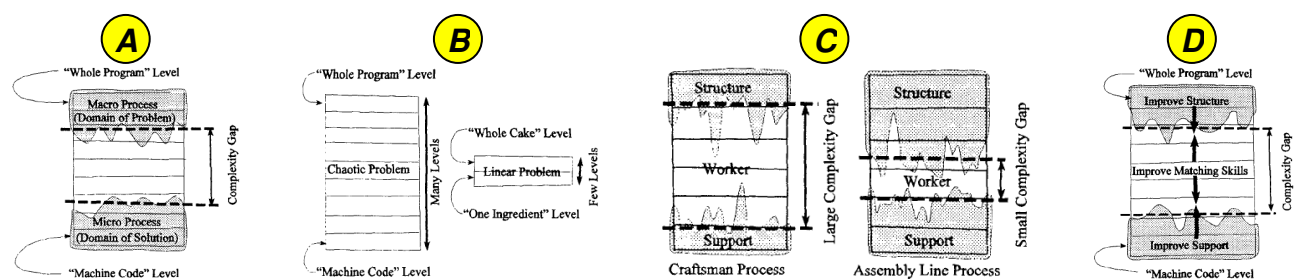 A
"Whole Program" Level
Macro Process
(Domain of Problem)
Complexity Gap
Micro Process
(Domain of Solution)
"Machine Code" Level
B
"Whole Program" Level
Chaotic Problem
Many Levels
"Machine Code" Level
"Whole Cake" Level
Linear Problem
Few Levels
"One Ingredient" Level
C
Structure
Worker
Support
Large Complexity Gap
Craftsman Process
Structure
Worker
Support
Small Complexity Gap
Assembly Line Process
D
"Whole Program" Level
Improve Structure
Improve Matching Skills
Complexity Gap
Improve Support
"Machine Code" Level